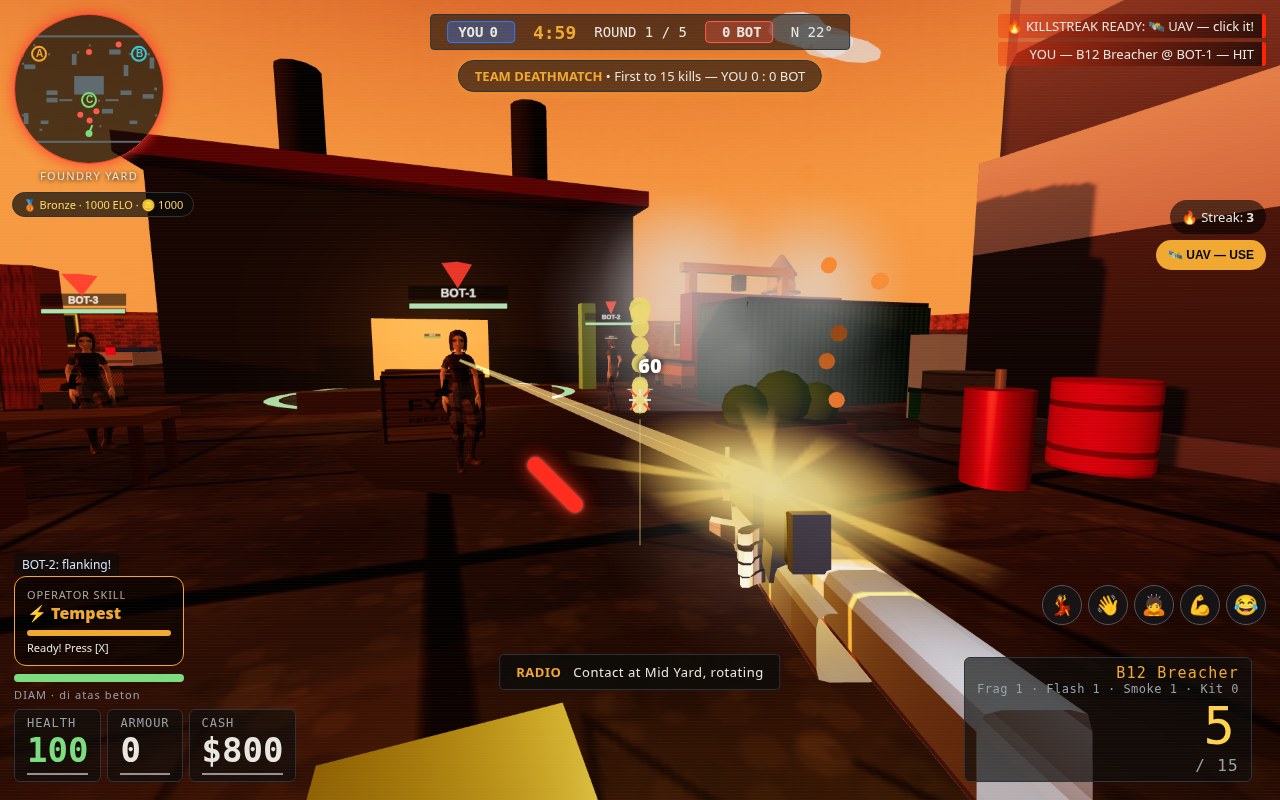 YOU 0 4:59 ROUND 1 / 5 0 BOT N 22°
TEAM DEATHMATCH • First to 15 kills — YOU 0 : 0 BOT
🔥 KILLSTREAK READY: 🛰️ UAV — click it!
YOU — B12 Breacher @ BOT-1 — HIT
A
B
C
FOUNDRY YARD
🥉 Bronze · 1000 ELO · 🪙 1000
🔥 Streak: 3
🛰️ UAV — USE
BOT-3
BOT-1
BOT-2
60
BOT-2: flanking!
OPERATOR SKILL
⚡ Tempest
Ready! Press [X]
DIAM · di atas beton
HEALTH
100
ARMOUR
0
CASH
$800
RADIO Contact at Mid Yard, rotating
B12 Breacher
Frag 1 · Flash 1 · Smoke 1 · Kit 0
5
/ 15